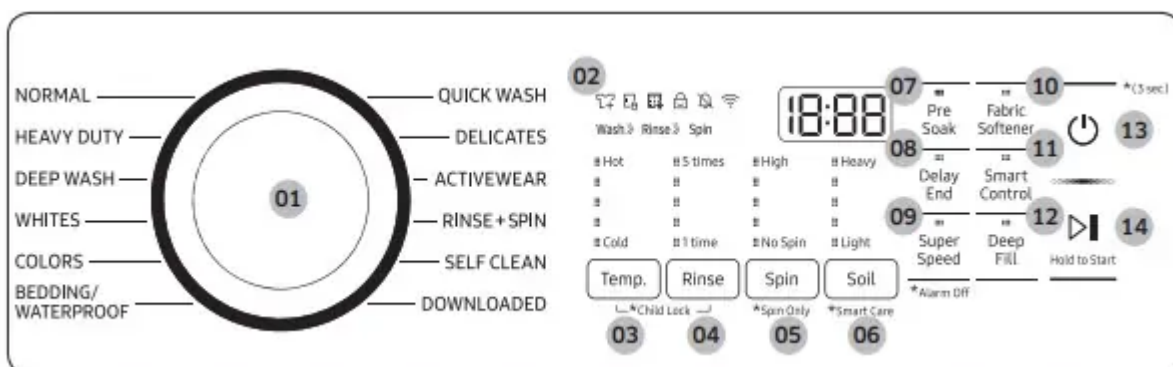 NORMAL
HEAVY DUTY
DEEP WASH
WHITES
COLORS
BEDDING/
WATERPROOF
01
QUICK WASH
DELICATES
ACTIVEWEAR
RINSE+SPIN
SELF CLEAN
DOWNLOADED
02
Wash Rinse Spin
18:88
Hot 5 times High Heavy
Cold 1 time No Spin Light
Temp. Rinse Spin Soil
*Child Lock *Spin Only *Smart Care
03 04 05 06
07
Pre
Soak
08
Delay
End
09
Super
Speed
*Alarm Off
10
Fabric
Softener
11
Smart
Control
12
Deep
Fill
*(3 sec)
13
14
Hold to Start